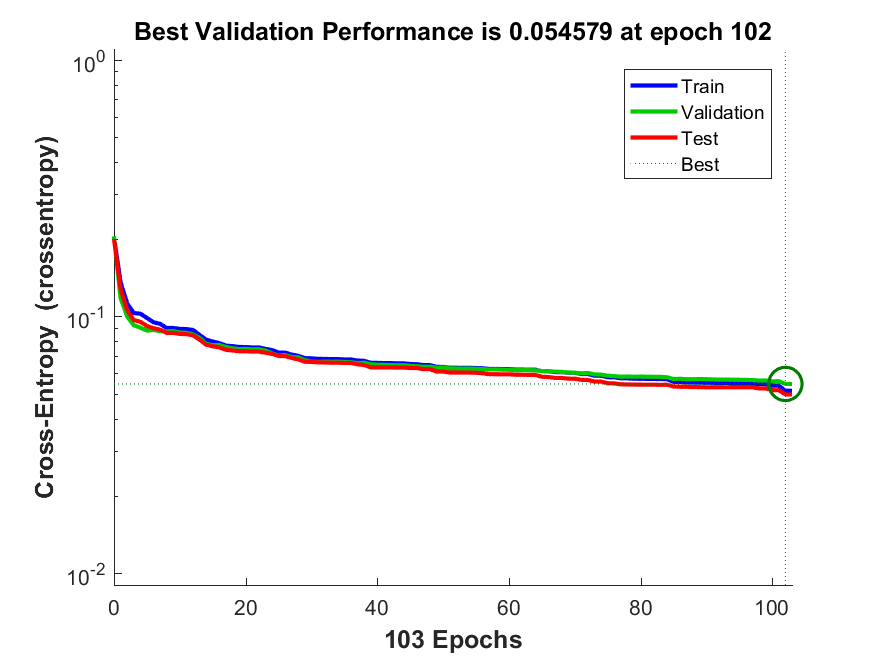 Best Validation Performance is 0.054579 at epoch 102
10^0
10^-1
10^-2
Cross-Entropy (crossentropy)
Train
Validation
Test
Best
0 20 40 60 80 100
103 Epochs